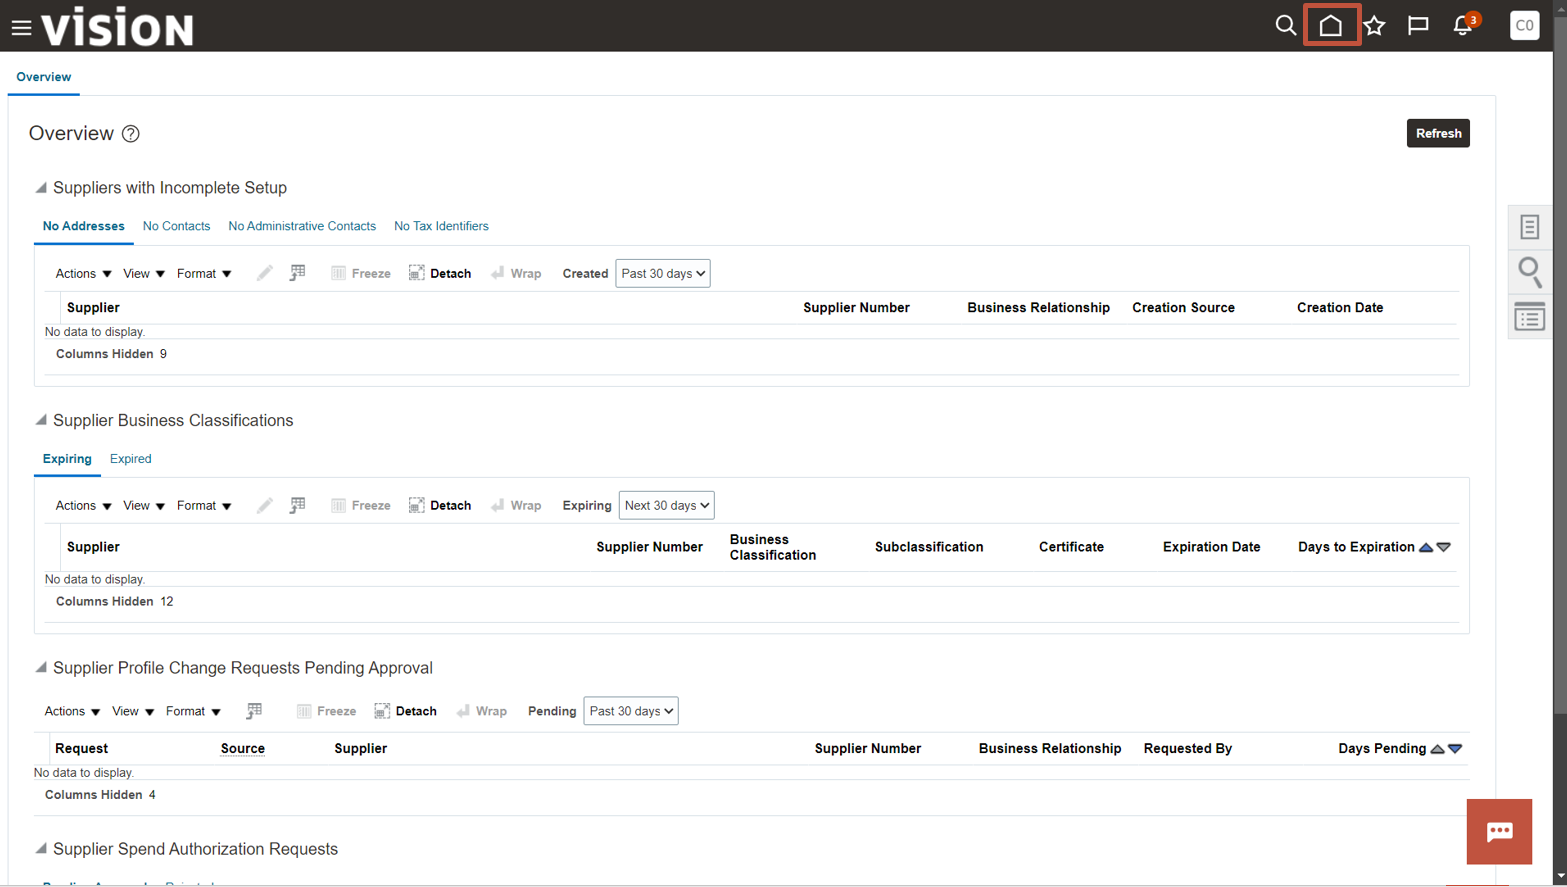 vision
3
C0
Overview
Overview
Refresh
Suppliers with Incomplete Setup
No Addresses No Contacts No Administrative Contacts No Tax Identifiers
Actions View Format Freeze Detach Wrap Created Past 30 days
Supplier Supplier Number Business Relationship Creation Source Creation Date
No data to display.
Columns Hidden 9
Supplier Business Classifications
Expiring Expired
Actions View Format Freeze Detach Wrap Expiring Next 30 days
Supplier Supplier Number Business Classification Subclassification Certificate Expiration Date Days to Expiration
No data to display.
Columns Hidden 12
Supplier Profile Change Requests Pending Approval
Actions View Format Freeze Detach Wrap Pending Past 30 days
Request Source Supplier Supplier Number Business Relationship Requested By Days Pending
No data to display.
Columns Hidden 4
Supplier Spend Authorization Requests